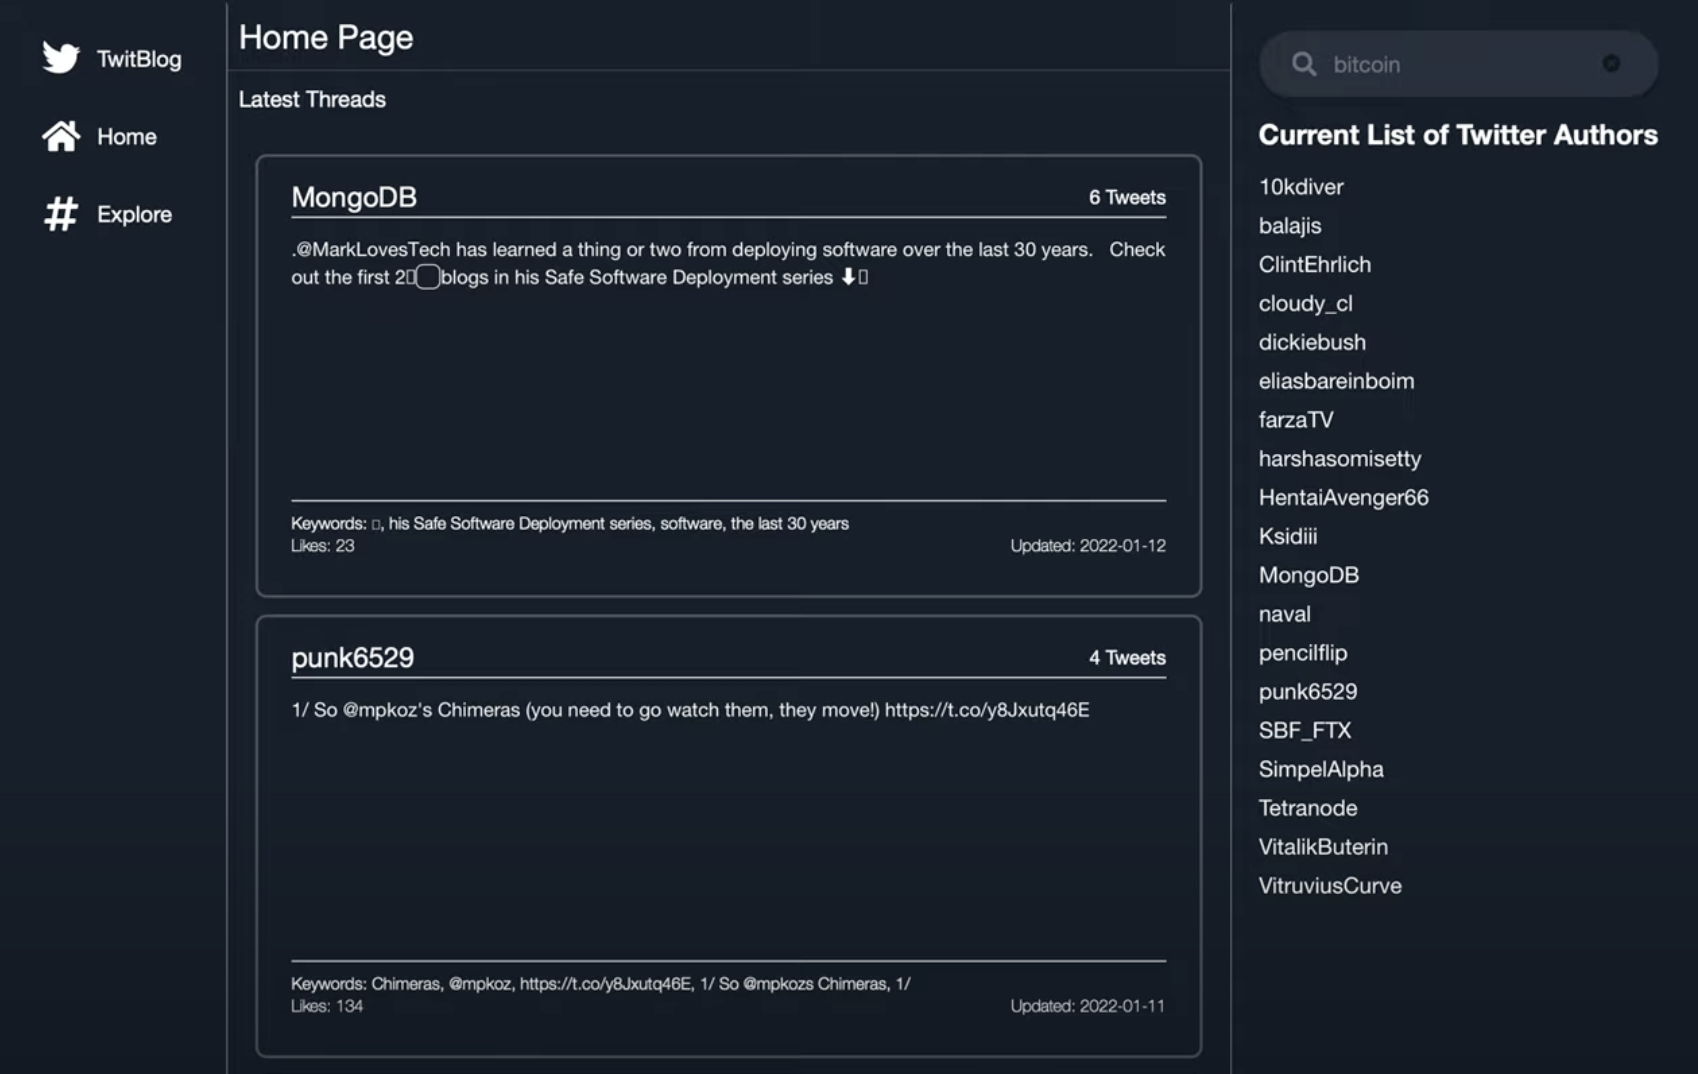 TwitBlog
Home
Explore
Home Page
Latest Threads
MongoDB
6 Tweets
.@MarkLovesTech has learned a thing or two from deploying software over the last 30 years. Check
out the first 2 blogs in his Safe Software Deployment series ⬇
Keywords: , his Safe Software Deployment series, software, the last 30 years
Likes: 23
Updated: 2022-01-12
punk6529
4 Tweets
1/ So @mpkoz's Chimeras (you need to go watch them, they move!) https://t.co/y8Jxutq46E
Keywords: Chimeras, @mpkoz, https://t.co/y8Jxutq46E, 1/ So @mpkozs Chimeras, 1/
Likes: 134
Updated: 2022-01-11
bitcoin
Current List of Twitter Authors
10kdiver
balajis
ClintEhrlich
cloudy_cl
dickiebush
eliasbareinboim
farzaTV
harshasomisetty
HentaiAvenger66
Ksidiii
MongoDB
naval
pencilflip
punk6529
SBF_FTX
SimpelAlpha
Tetranode
VitalikButerin
VitruviusCurve